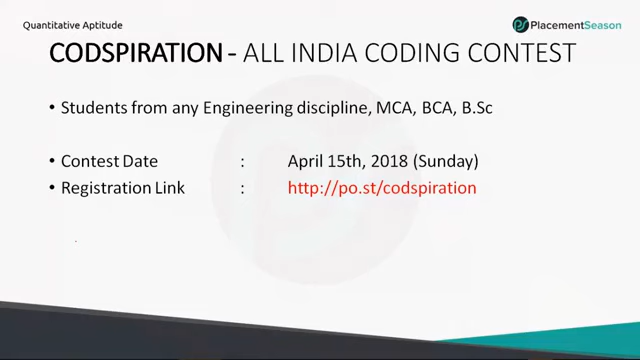 Quantitative Aptitude
PS PlacementSeason
CODSPIRATION - ALL INDIA CODING CONTEST
• Students from any Engineering discipline, MCA, BCA, B.Sc
• Contest Date : April 15th, 2018 (Sunday)
• Registration Link : http://po.st/codspiration